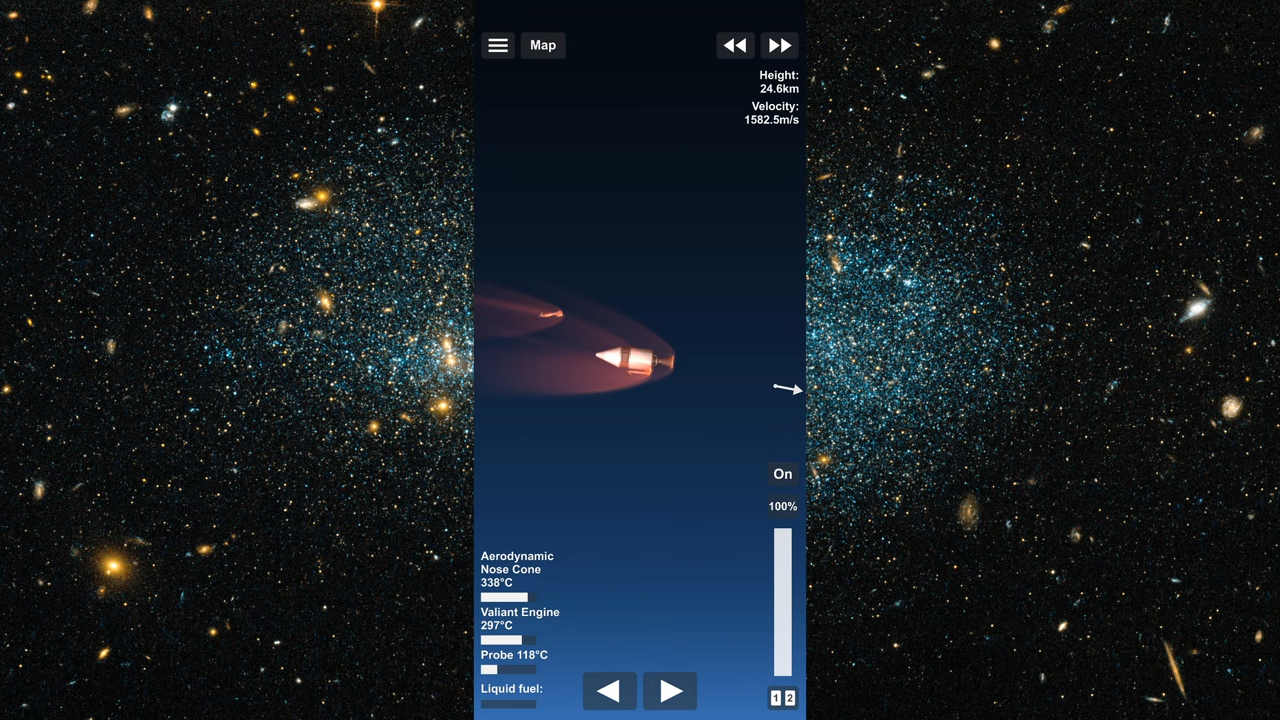 Map
Height:
24.6km
Velocity:
1582.5m/s
On
100%
Aerodynamic
Nose Cone
338°C
Valiant Engine
297°C
Probe 118°C
Liquid fuel:
1 2